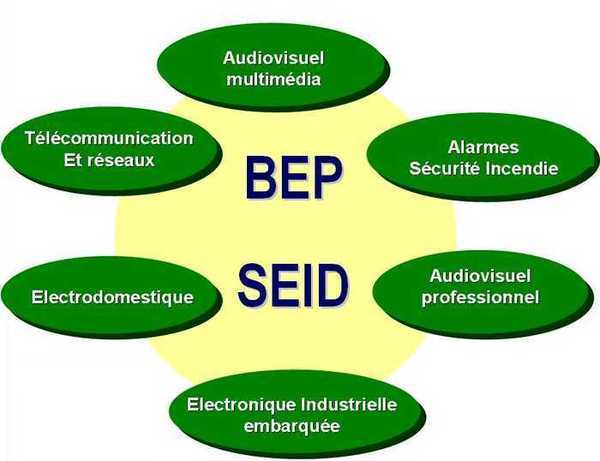 Audiovisuel
multimédia
Télécommunication
Et réseaux
Alarmes
Sécurité Incendie
BEP
SEID
Electrodomestique
Audiovisuel
professionnel
Electronique Industrielle
embarquée